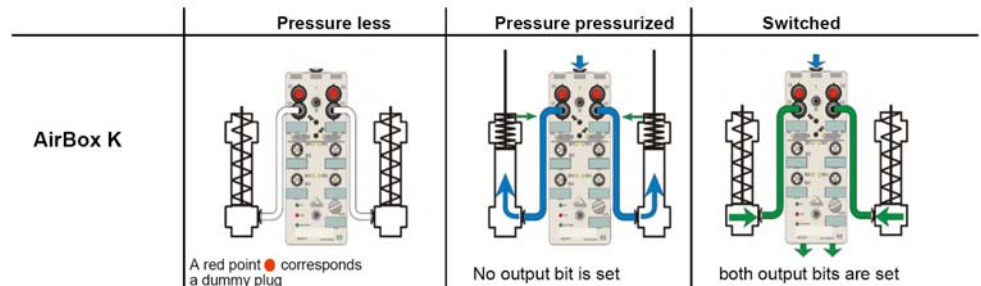 Pressure less
Pressure pressurized
Switched
AirBox K
A red point corresponds
a dummy plug
No output bit is set
both output bits are set